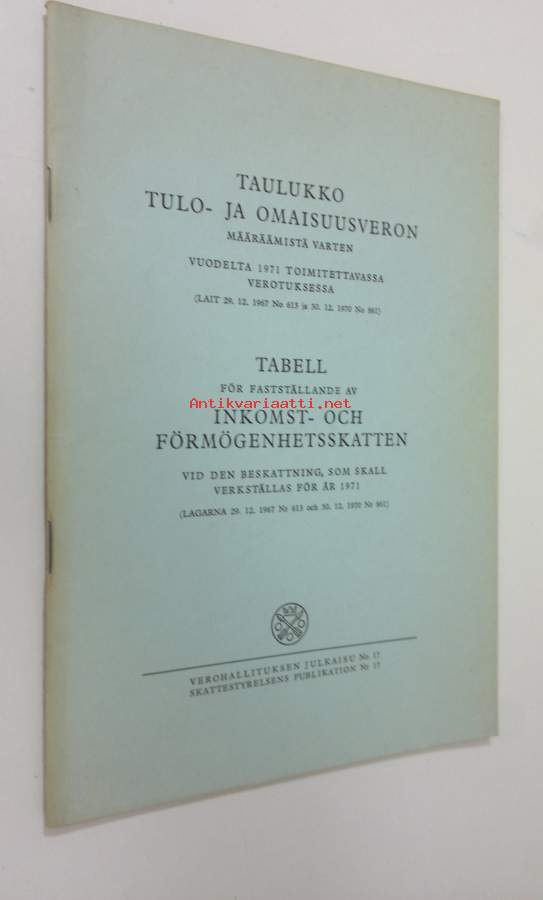 TAULUKKO
TULO- JA OMAISUUSVERON
MÄÄRÄÄMISTÄ VARTEN
VUODELTA 1971 TOIMITETTAVASSA
VEROTUKSESSA
(LAIT 29. 12. 1967 No 613 ja 30. 12. 1970 No 861)
TABELL
FÖR FASTSTÄLLANDE AV
Antikvariaatti.net
INKOMST- OCH
FÖRMÖGENHETSSKATTEN
VID DEN BESKATTNING, SOM SKALL
VERKSTÄLLAS FÖR ÅR 1971
(LAGARNA 29. 12. 1967 Nr 613 och 30. 12. 1970 Nr 861)
VEROHALLITUKSEN JULKAISU No 17
SKATTESTYRELSENS PUBLIKATION Nr 17